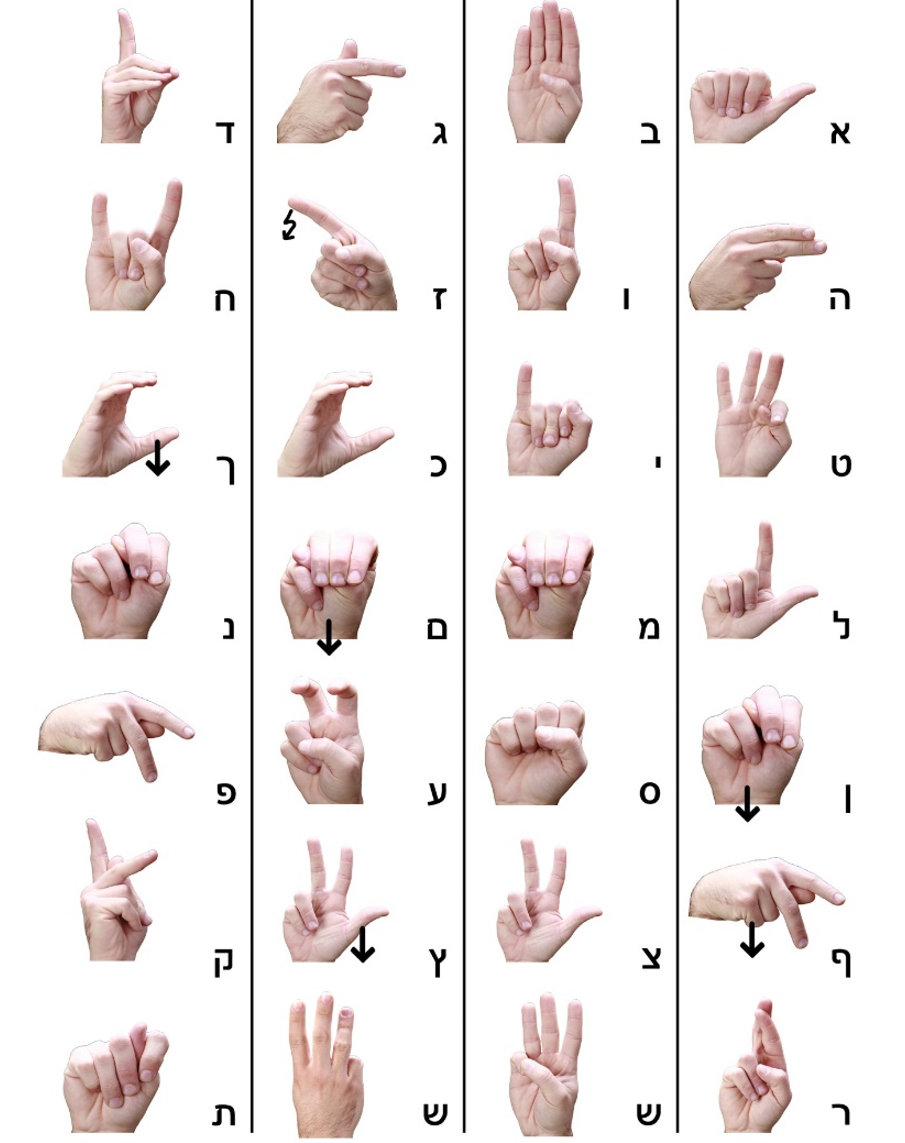 א ב ג ד
ה ו ז ח
ט י כ ך
ל מ ם נ
ן ס ע פ
ף צ ץ ק
ר ש ש ת